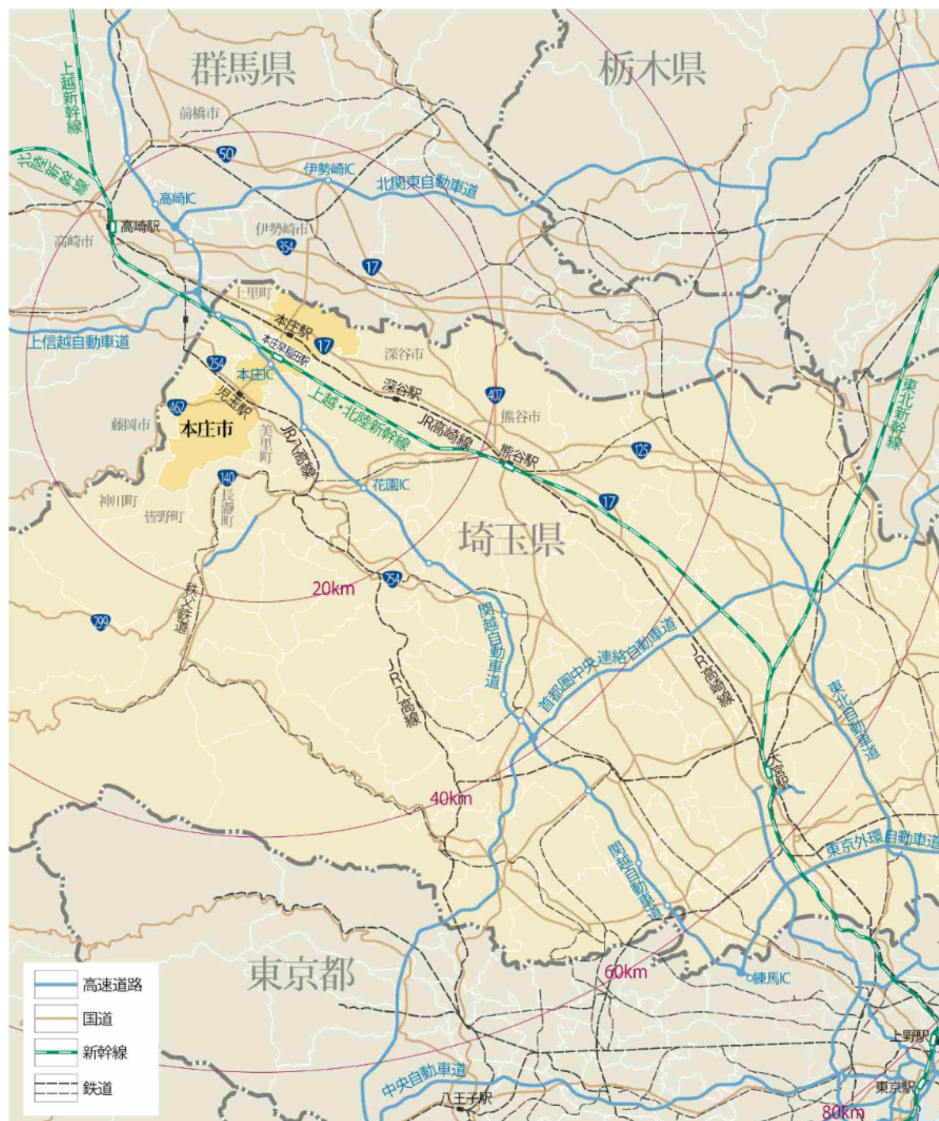 群馬県
栃木県
上越新幹線
前橋市
50
北陸新幹線
伊勢崎IC
北関東自動車道
高崎IC
高崎駅
高崎市
伊勢崎市
354
17
上里町
本庄駅
上信越自動車道
本庄早稲田駅
17
深谷市
254
本庄IC
深谷駅
407
東北新幹線
462
児玉駅
上越・北陸新幹線
熊谷市
藤岡市
本庄市
美里町
JR八高線
JR高崎線
熊谷駅
125
140
花園IC
17
神川町
皆野町
長瀞町
埼玉県
254
20km
299
秩父鉄道
関越自動車道
首都圏中央連絡自動車道
JR高崎線
JR八高線
東北自動車道
大宮駅
40km
東京外環自動車道
関越自動車道
東京都
60km
練馬IC
高速道路
国道
新幹線
鉄道
上野駅
中央自動車道
東京駅
八王子駅
80km